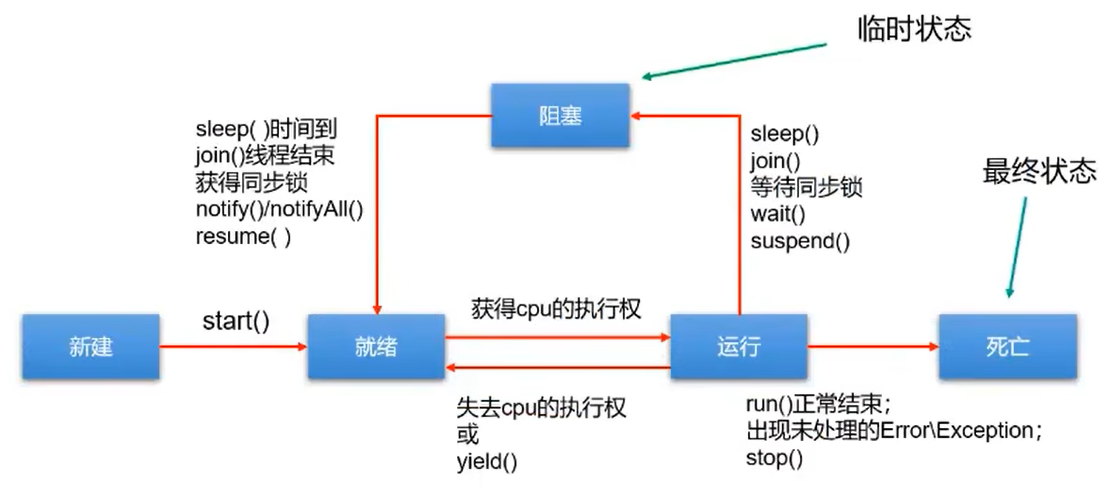 临时状态
阻塞
sleep( )时间到
join()线程结束
获得同步锁
notify()/notifyAll()
resume( )
sleep()
join()
等待同步锁
wait()
suspend()
最终状态
新建
start()
就绪
获得cpu的执行权
运行
死亡
失去cpu的执行权
或
yield()
run()正常结束；
出现未处理的Error\Exception；
stop()